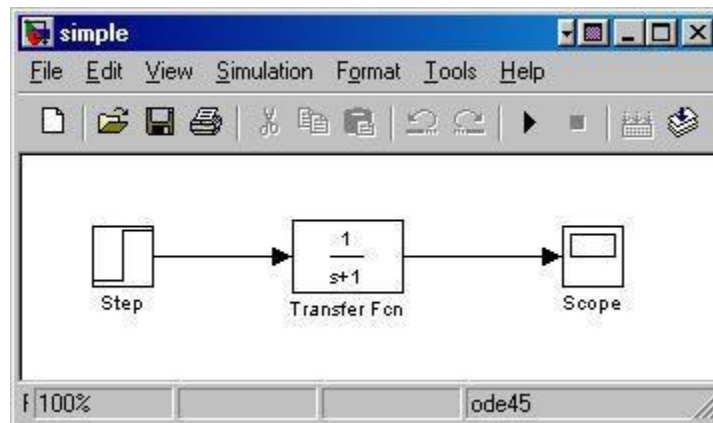 simple
File Edit View Simulation Format Tools Help
1
s+1
Step
Transfer Fcn
Scope
F 100%
ode45